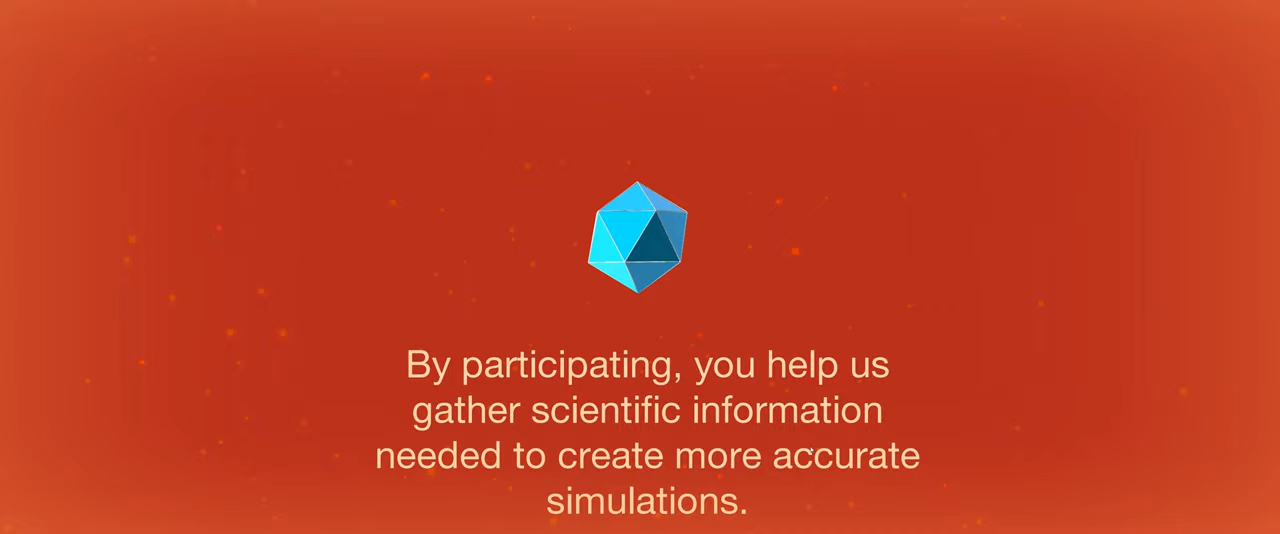 By participating, you help us
gather scientific information
needed to create more accurate
simulations.